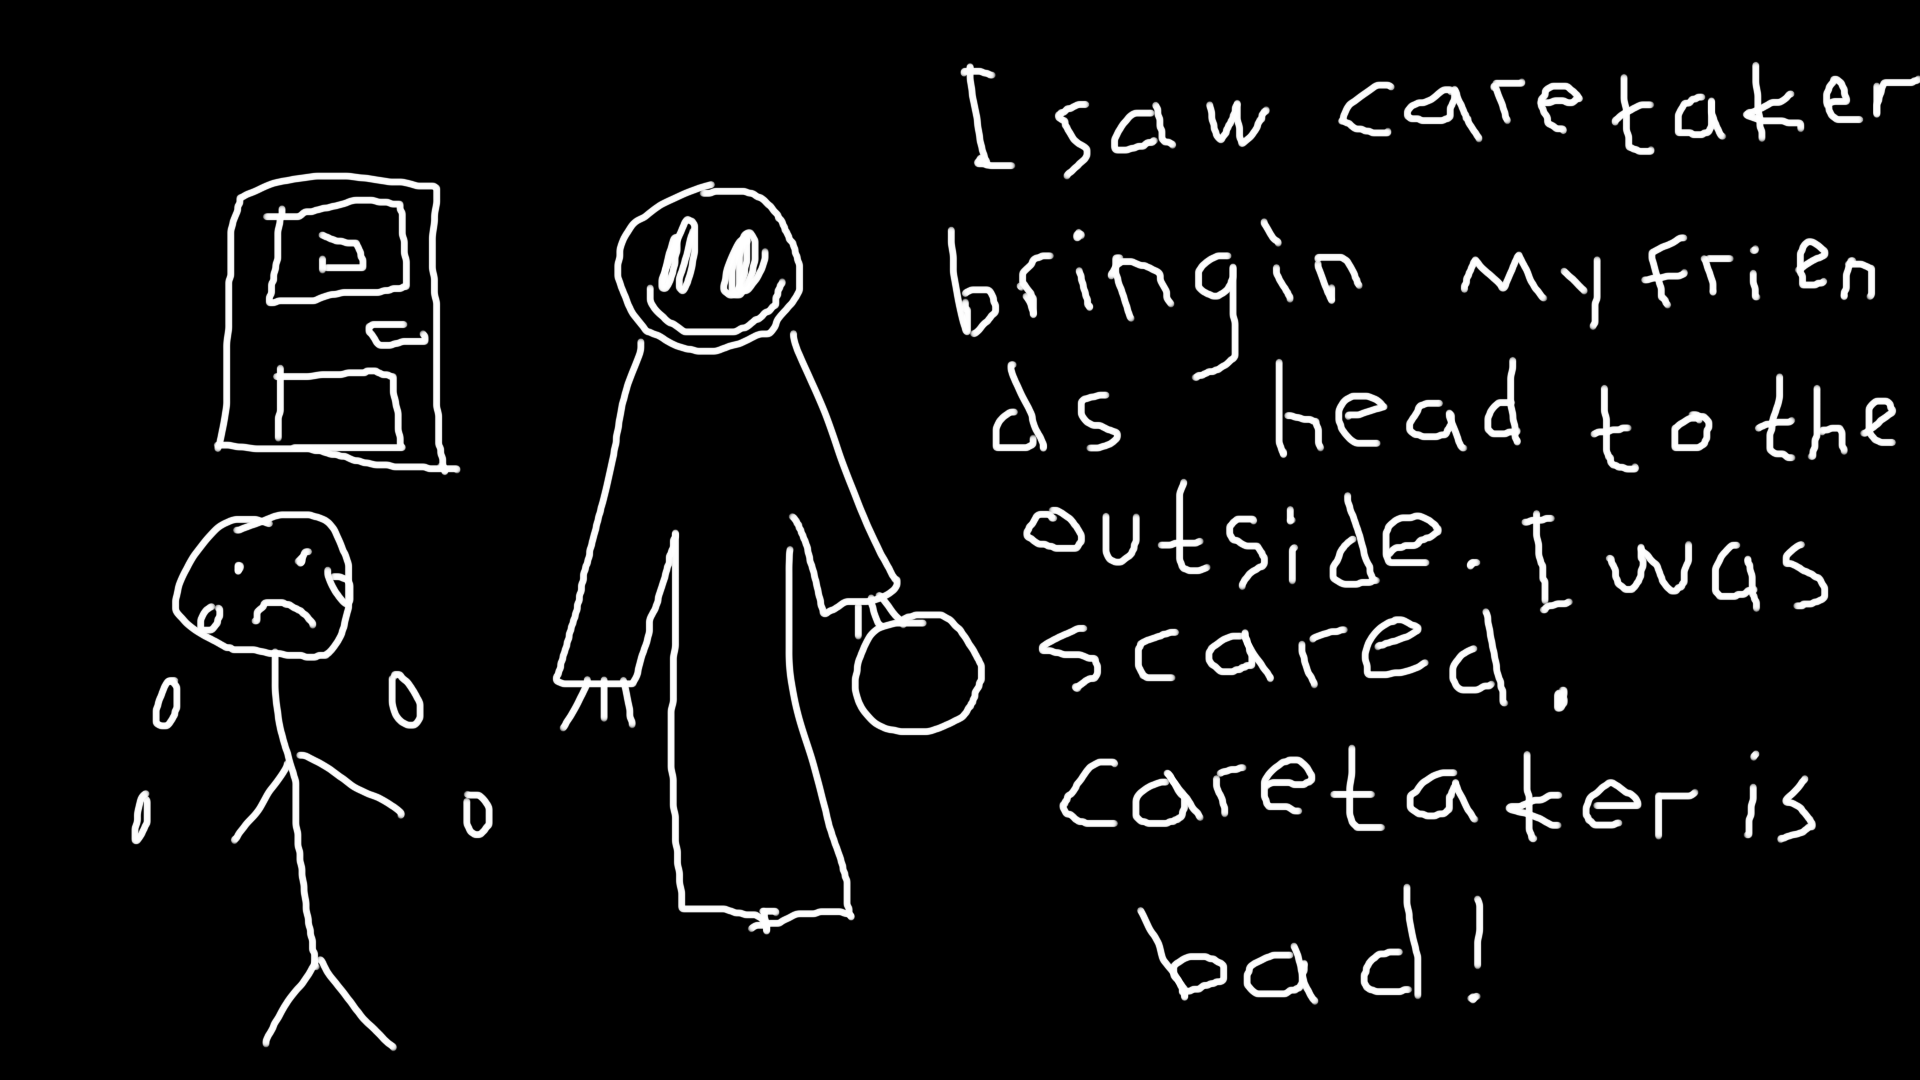 I saw caretaker
bringin my frien
ds head to the
outside. I was
scared.
caretaker is
bad!